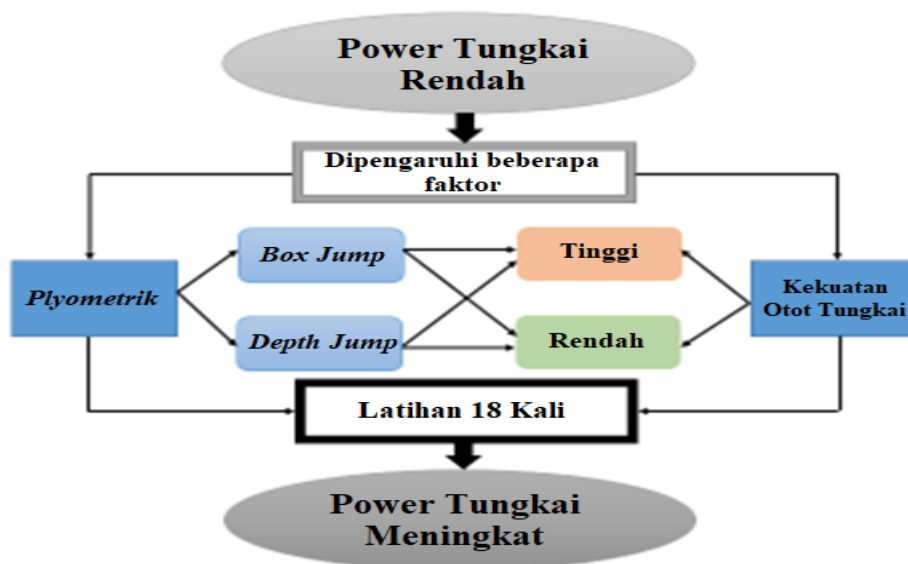 Power Tungkai
Rendah
Dipengaruhi beberapa
faktor
Box Jump
Tinggi
Plyometrik
Kekuatan
Otot Tungkai
Depth Jump
Rendah
Latihan 18 Kali
Power Tungkai
Meningkat